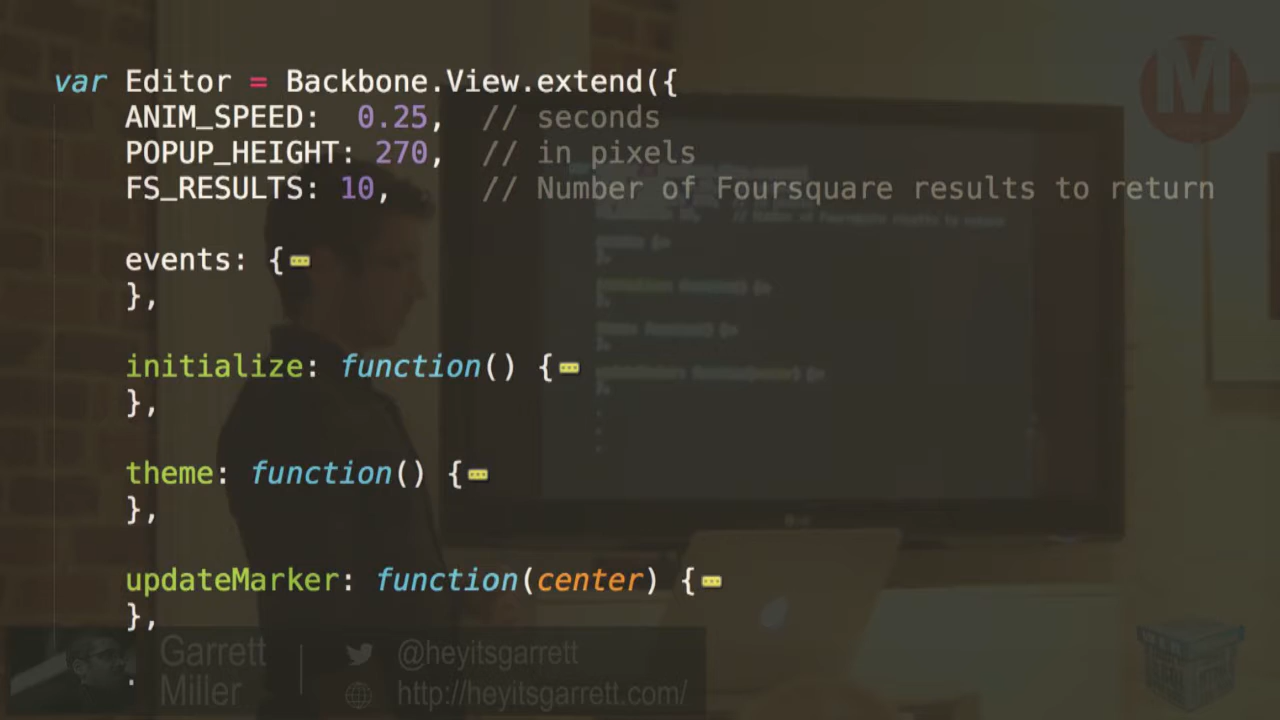 var Editor = Backbone.View.extend({
ANIM_SPEED: 0.25, // seconds
POPUP_HEIGHT: 270, // in pixels
FS_RESULTS: 10, // Number of Foursquare results to return
events: {
},
initialize: function() {
},
theme: function() {
},
updateMarker: function(center) {
},
.
M
Garrett
Miller
@heyitsgarrett
http://heyitsgarrett.com/